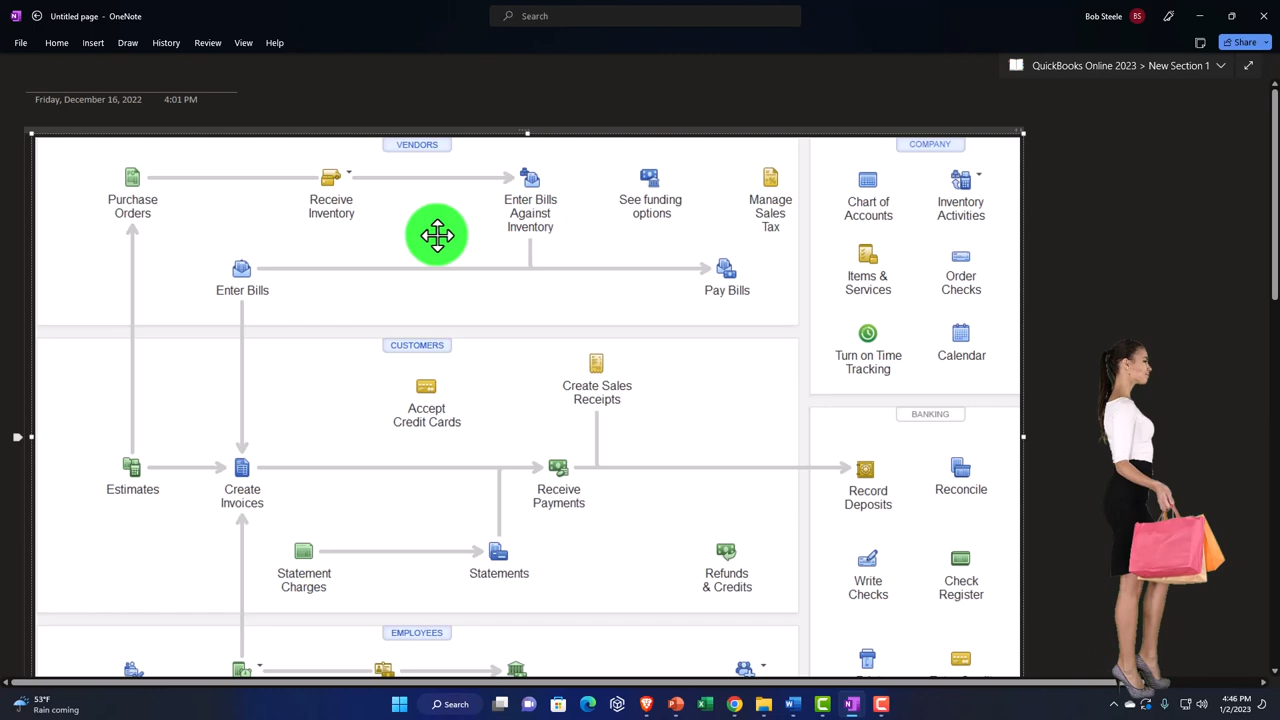 Untitled page - OneNote
Search
Bob Steele
BS
File
Home
Insert
Draw
History
Review
View
Help
Share
QuickBooks Online 2023 > New Section 1
Friday, December 16, 2022
4:01 PM
VENDORS
COMPANY
Purchase
Orders
Receive
Inventory
Enter Bills
Against
Inventory
See funding
options
Manage
Sales
Tax
Chart of
Accounts
Inventory
Activities
Enter Bills
Pay Bills
Items &
Services
Order
Checks
Turn on Time
Tracking
Calendar
CUSTOMERS
Accept
Credit Cards
Create Sales
Receipts
BANKING
Estimates
Create
Invoices
Receive
Payments
Record
Deposits
Reconcile
Statement
Charges
Statements
Refunds
& Credits
Write
Checks
Check
Register
EMPLOYEES
53°F
Rain coming
Search
4:46 PM
1/2/2023